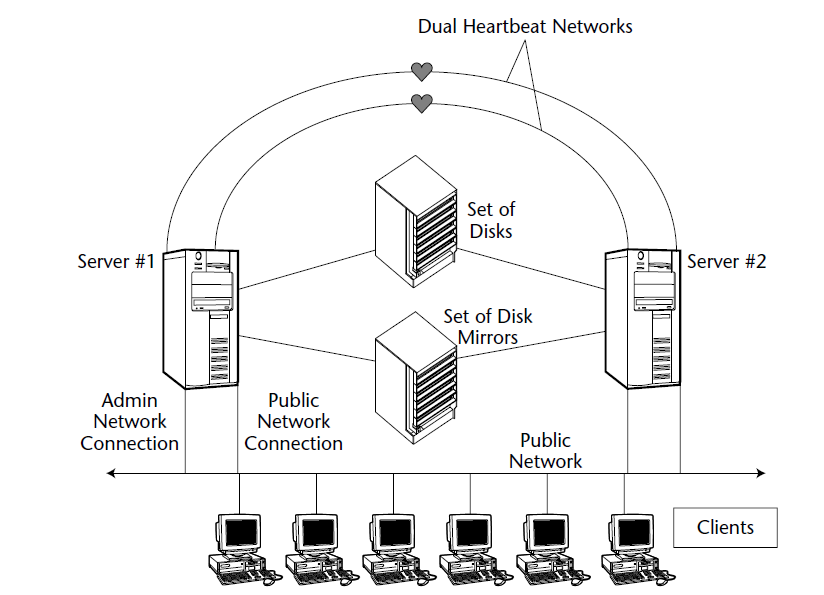 Dual Heartbeat Networks
Set of
Disks
Server #1
Server #2
Set of Disk
Mirrors
Admin
Network
Connection
Public
Network
Connection
Public
Network
Clients